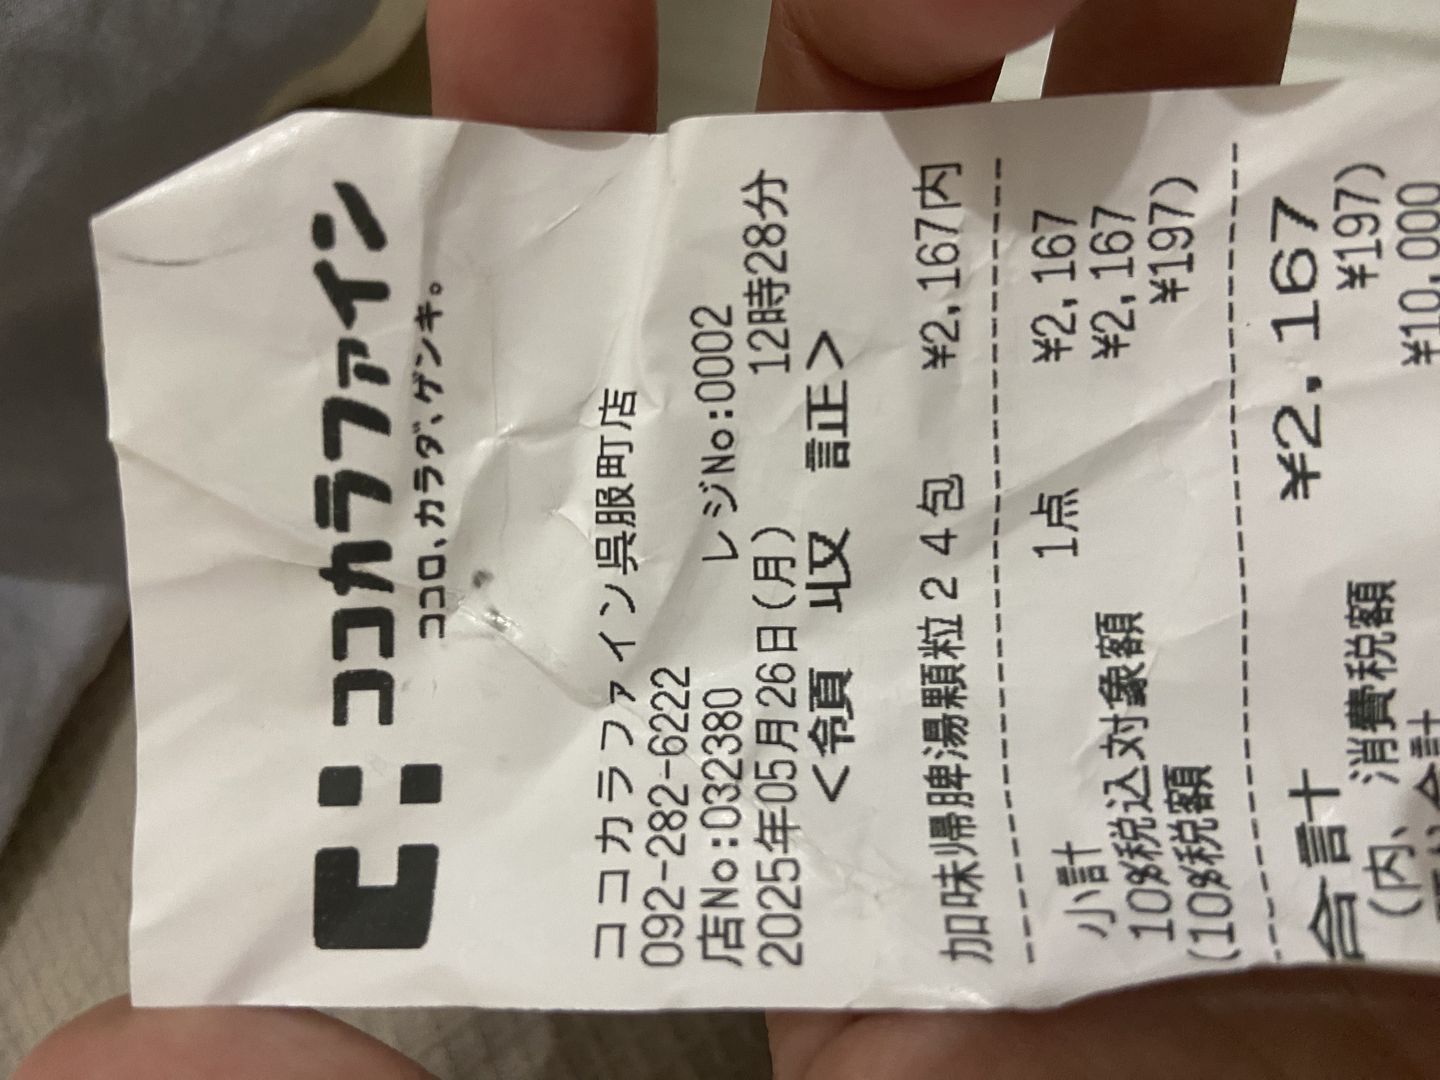 ココカラファイン
ココロ、カラダ、ゲンキ。
ココカラファイン呉服町店
092-282-6222
店No:032380 レジNo:0002
2025年05月26日(月) 12時28分
<領 収 証>
加味帰脾湯顆粒24包 ¥2,167内
小計 1点 ¥2,167
10%税込対象額 ¥2,167
(10%税額 ¥197)
合計 ¥2,167
(内、消費税額 ¥197)
¥10,000